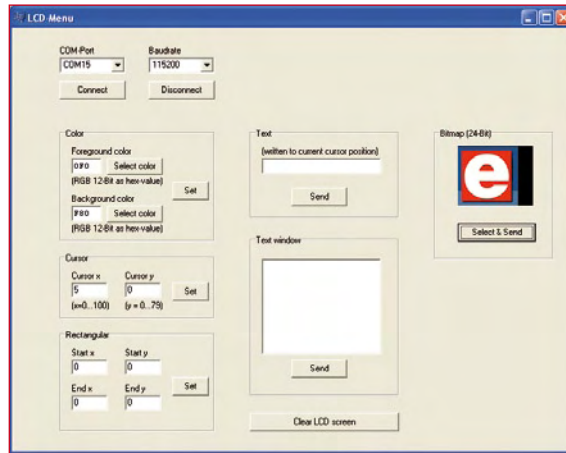 LCD-Menu
COM-Port
Baudrate
COM15
115200
Connect
Disconnect
Color
Foreground color
0F0
Select color
(RGB 12-Bit as hex-value)
Set
Background color
F80
Select color
(RGB 12-Bit as hex-value)
Cursor
Cursor x
Cursor y
5
0
Set
(x=0...100)
(y = 0...79)
Rectangular
Start x
Start y
0
0
End x
End y
Set
0
0
Text
(written to current cursor position)
Send
Text window
Send
Clear LCD screen
Bitmap (24-Bit)
e
Select & Send